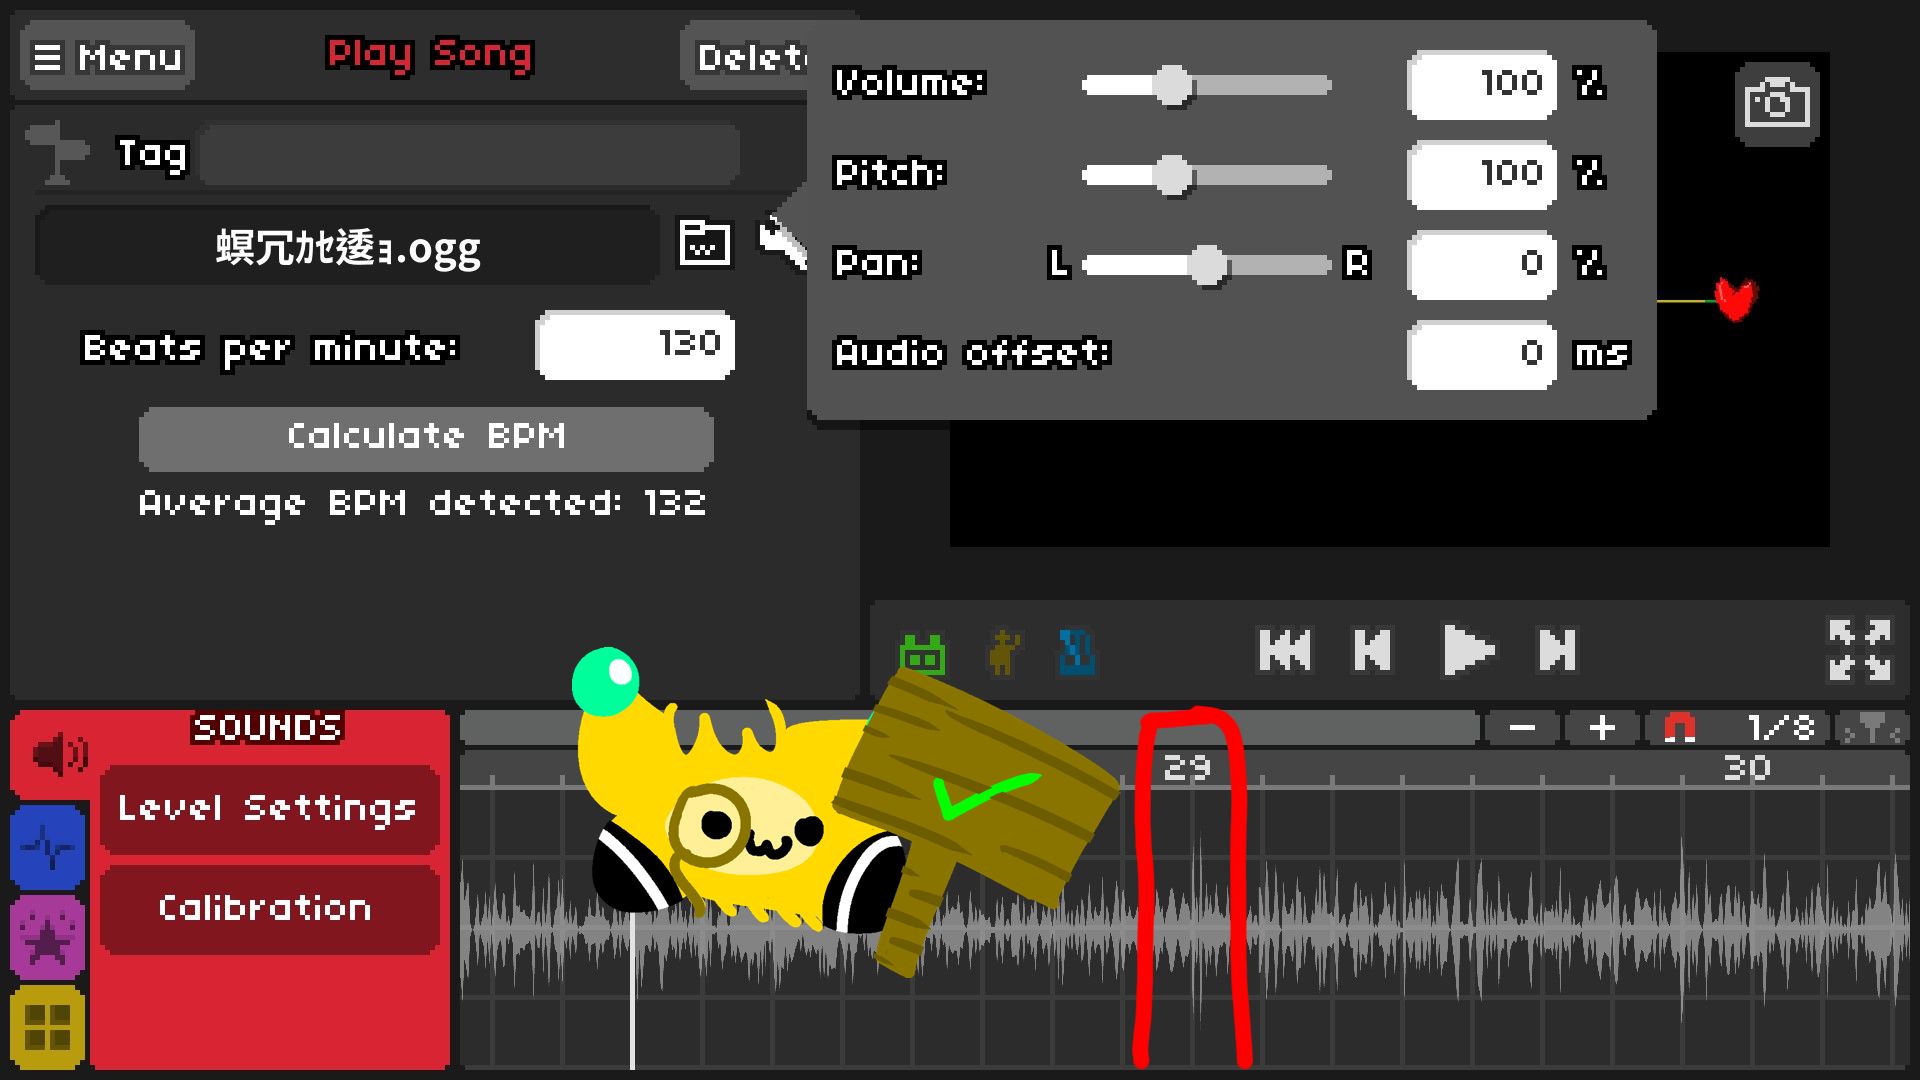 Menu
Play Song
Delet
Tag
螟冗ｶｾ逶ｮ.ogg
Beats per minute: 130
Calculate BPM
Average BPM detected: 132
Volume: 100 %
Pitch: 100 %
Pan: L R 0 %
Audio offset: 0 ms
SOUNDS
Level Settings
Calibration
1/8
29 30